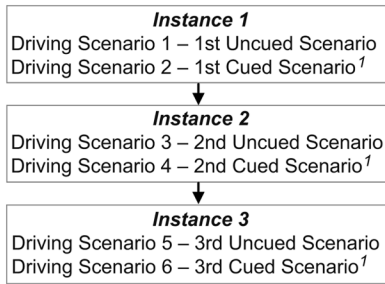 Instance 1
Driving Scenario 1 – 1st Uncued Scenario
Driving Scenario 2 – 1st Cued Scenario¹
Instance 2
Driving Scenario 3 – 2nd Uncued Scenario
Driving Scenario 4 – 2nd Cued Scenario¹
Instance 3
Driving Scenario 5 – 3rd Uncued Scenario
Driving Scenario 6 – 3rd Cued Scenario¹